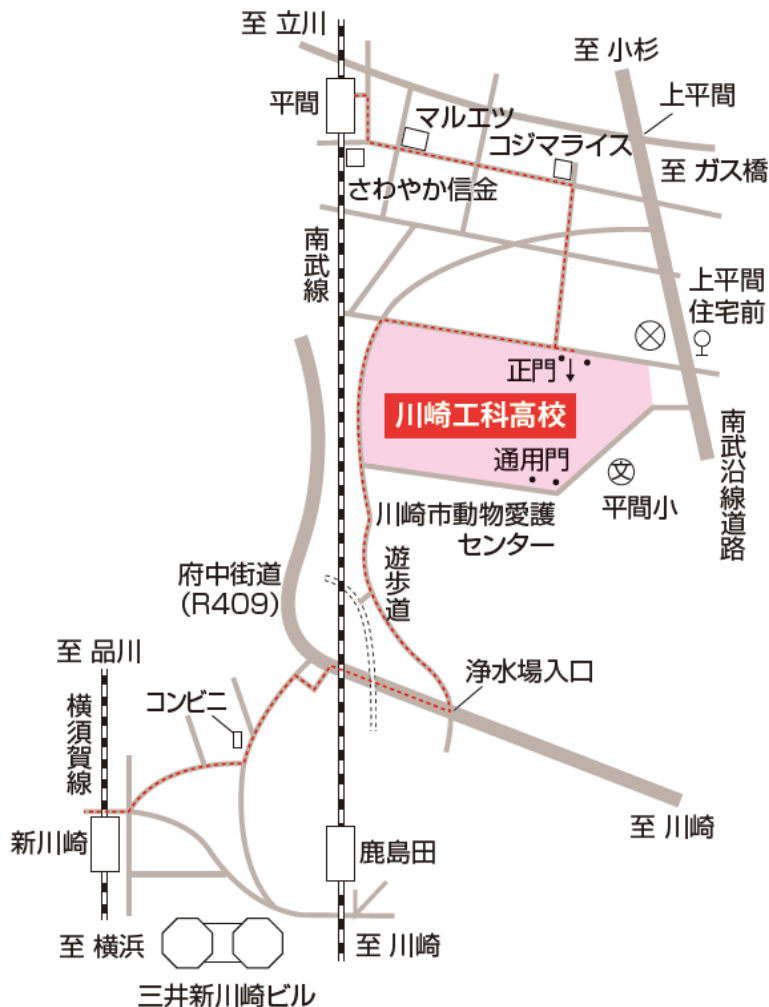 至 立川
至 小杉
平間
上平間
マルエツ
コジマライス
至 ガス橋
さわやか信金
南武線
上平間
住宅前
正門
川崎工科高校
通用門
文
平間小
南武沿線道路
川崎市動物愛護
センター
遊歩道
府中街道
(R409)
至 品川
浄水場入口
コンビニ
横須賀線
新川崎
鹿島田
至 川崎
至 横浜
至 川崎
三井新川崎ビル